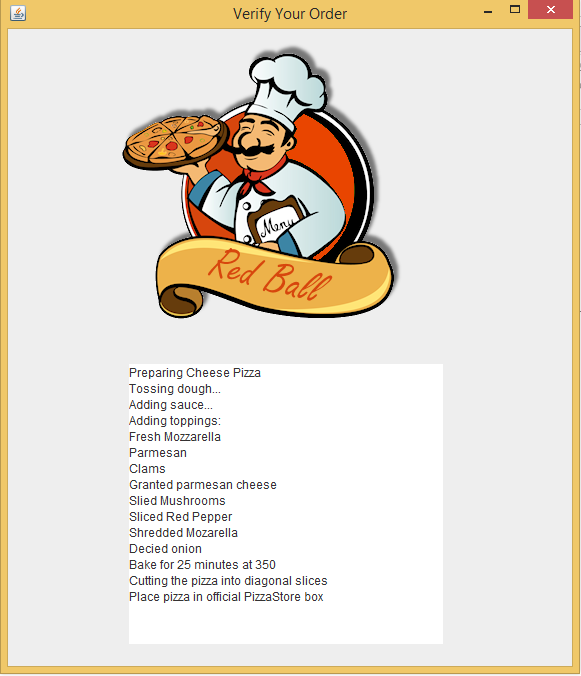 Verify Your Order
Menu
Red Ball
Preparing Cheese Pizza
Tossing dough...
Adding sauce...
Adding toppings:
Fresh Mozzarella
Parmesan
Clams
Granted parmesan cheese
Slied Mushrooms
Sliced Red Pepper
Shredded Mozarella
Decied onion
Bake for 25 minutes at 350
Cutting the pizza into diagonal slices
Place pizza in official PizzaStore box